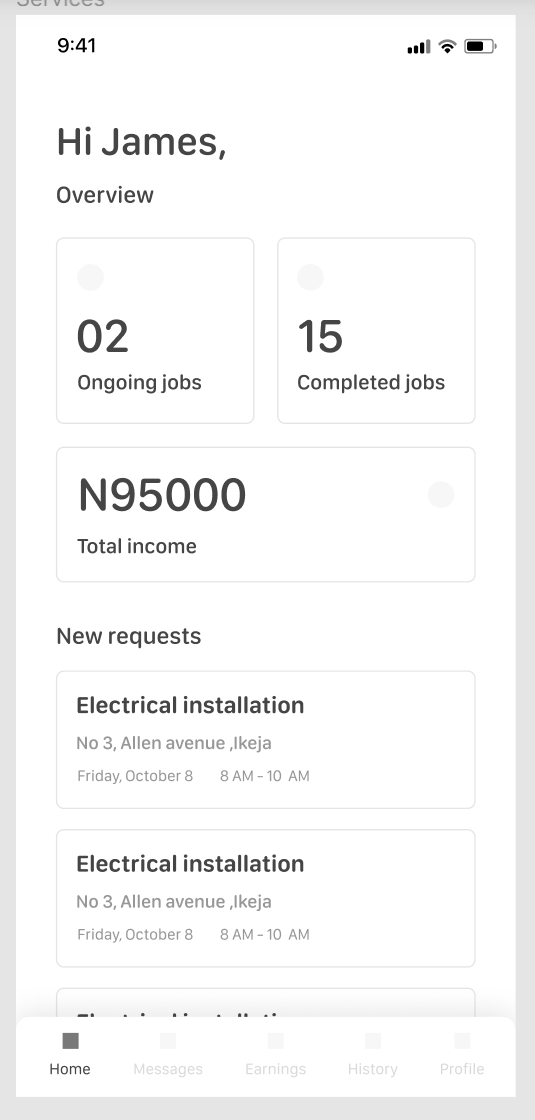 Services
9:41
Hi James,
Overview
02
Ongoing jobs
15
Completed jobs
N95000
Total income
New requests
Electrical installation
No 3, Allen avenue ,Ikeja
Friday, October 8 8 AM - 10 AM
Electrical installation
No 3, Allen avenue ,Ikeja
Friday, October 8 8 AM - 10 AM
Electrical installation
Home Messages Earnings History Profile